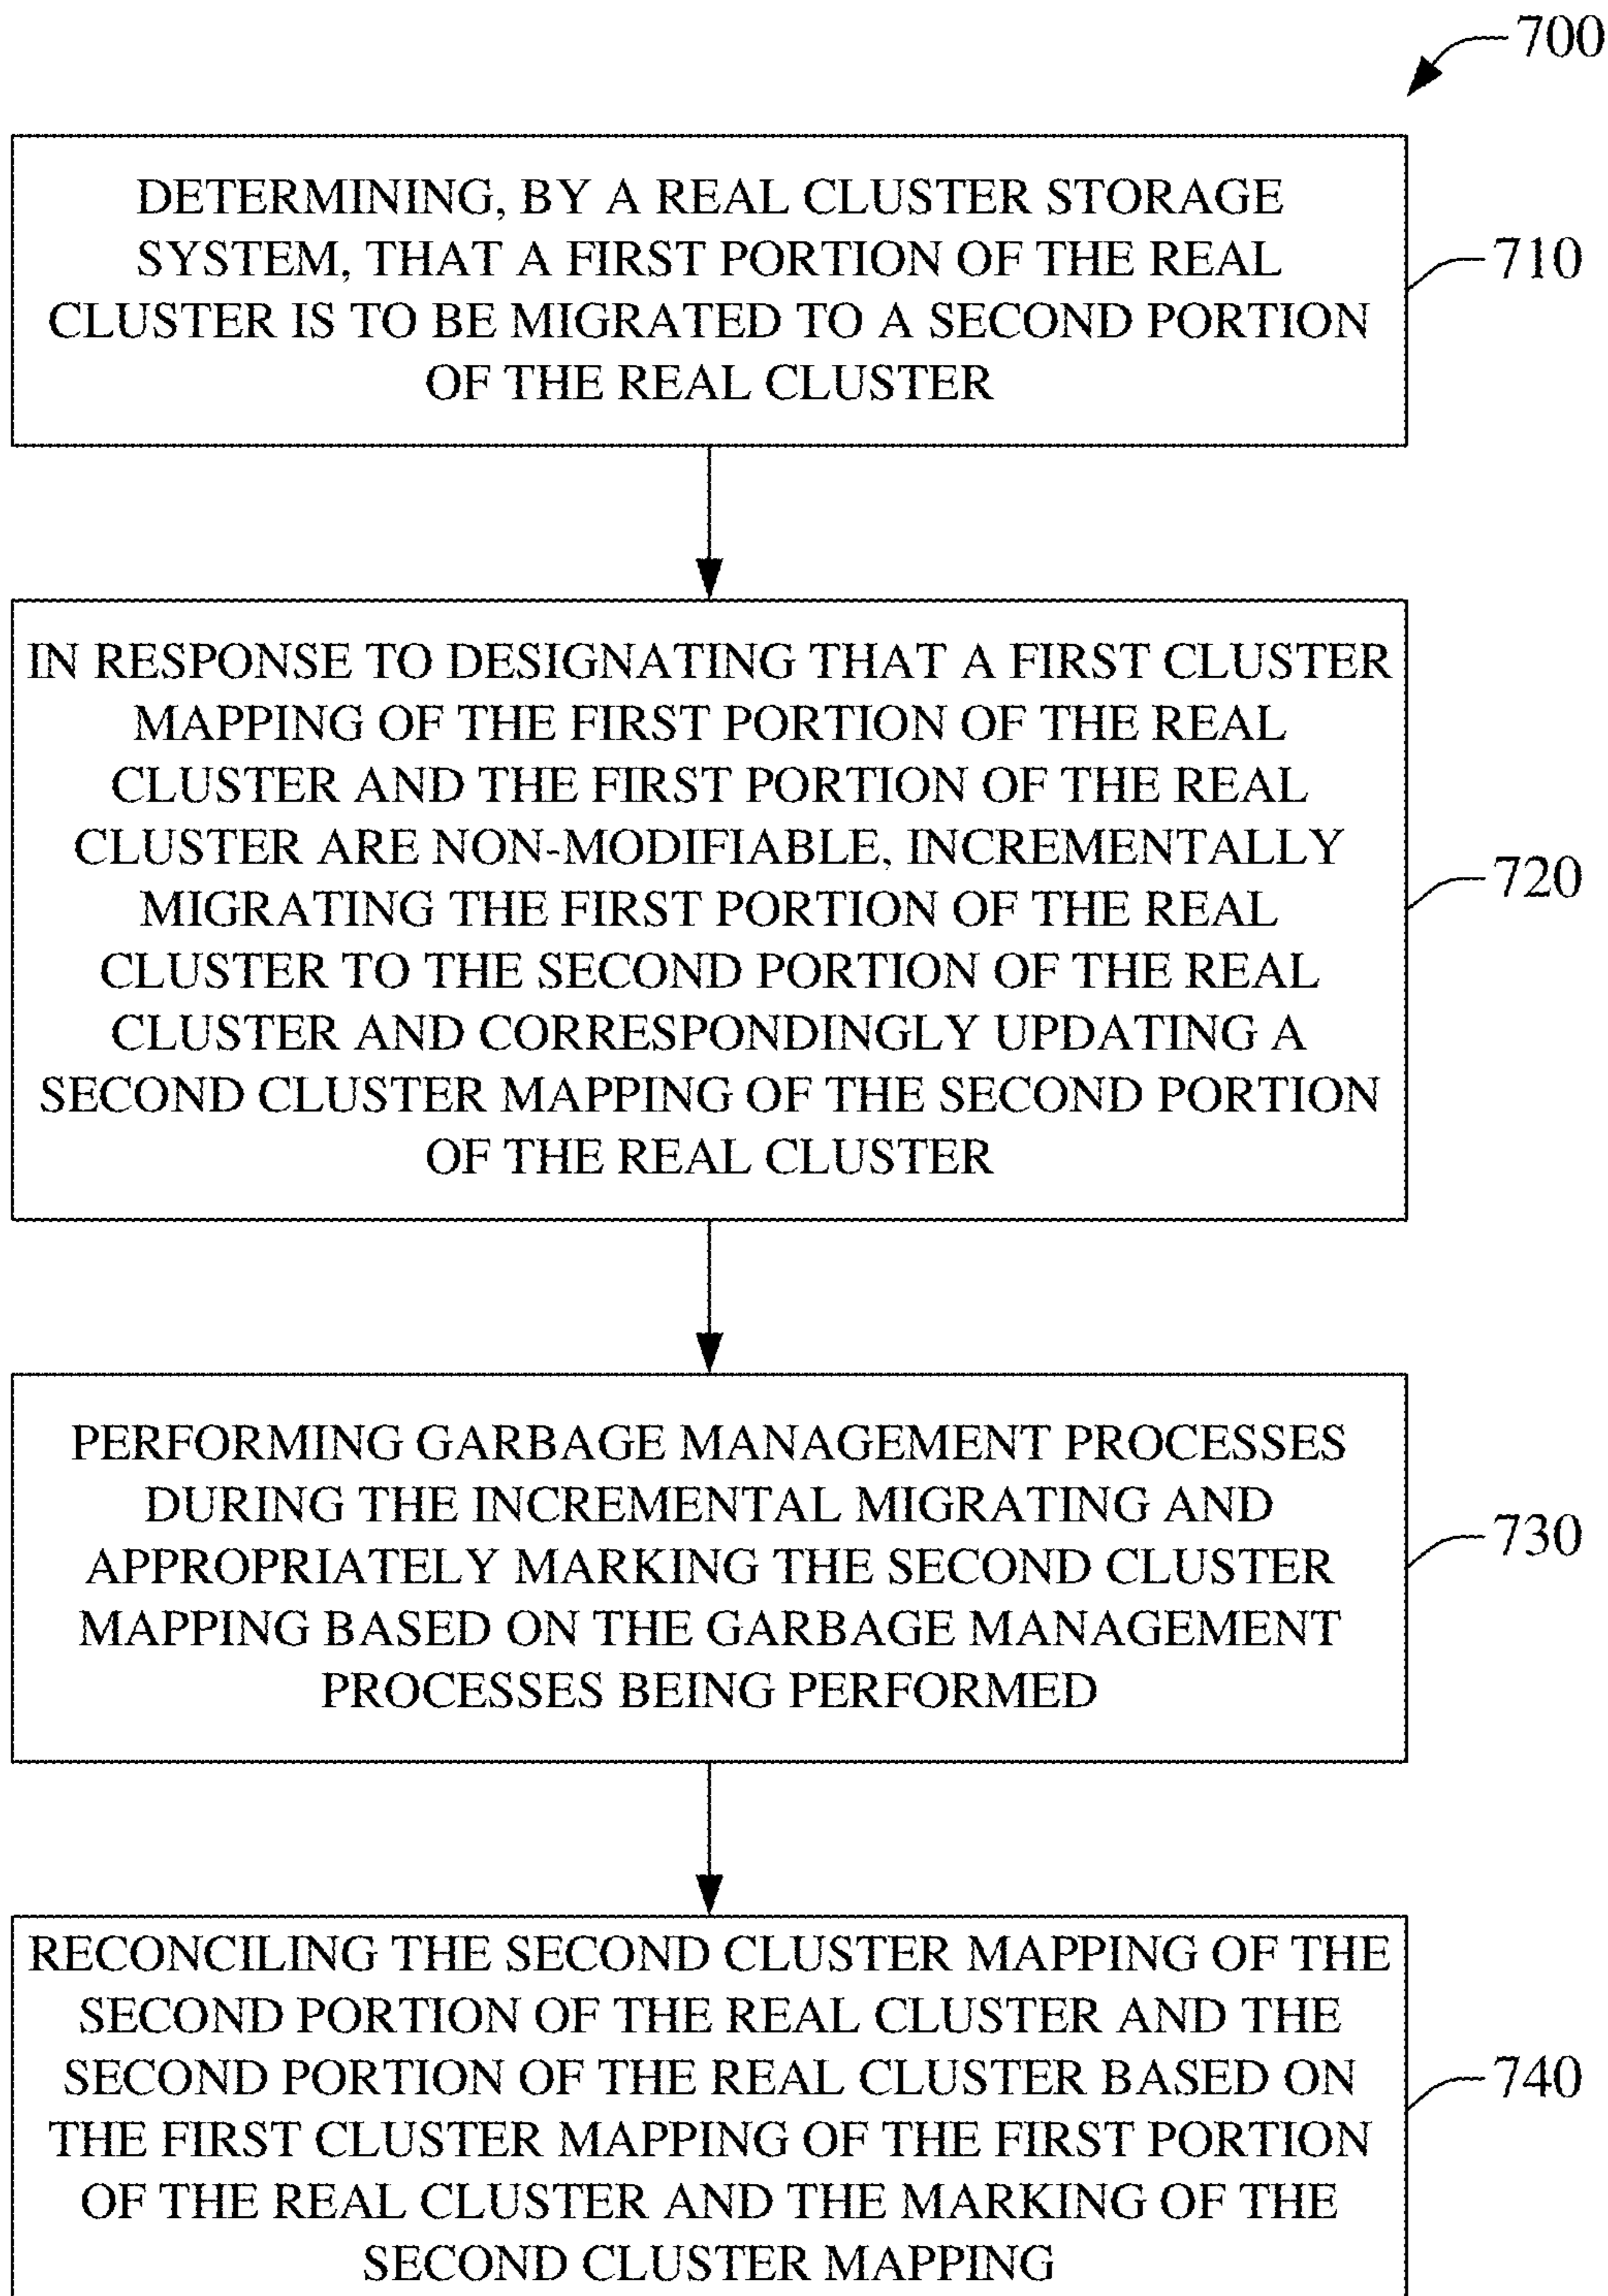 700
DETERMINING, BY A REAL CLUSTER STORAGE
SYSTEM, THAT A FIRST PORTION OF THE REAL
CLUSTER IS TO BE MIGRATED TO A SECOND PORTION
OF THE REAL CLUSTER
710
IN RESPONSE TO DESIGNATING THAT A FIRST CLUSTER
MAPPING OF THE FIRST PORTION OF THE REAL
CLUSTER AND THE FIRST PORTION OF THE REAL
CLUSTER ARE NON-MODIFIABLE, INCREMENTALLY
MIGRATING THE FIRST PORTION OF THE REAL
CLUSTER TO THE SECOND PORTION OF THE REAL
CLUSTER AND CORRESPONDINGLY UPDATING A
SECOND CLUSTER MAPPING OF THE SECOND PORTION
OF THE REAL CLUSTER
720
PERFORMING GARBAGE MANAGEMENT PROCESSES
DURING THE INCREMENTAL MIGRATING AND
APPROPRIATELY MARKING THE SECOND CLUSTER
MAPPING BASED ON THE GARBAGE MANAGEMENT
PROCESSES BEING PERFORMED
730
RECONCILING THE SECOND CLUSTER MAPPING OF THE
SECOND PORTION OF THE REAL CLUSTER AND THE
SECOND PORTION OF THE REAL CLUSTER BASED ON
THE FIRST CLUSTER MAPPING OF THE FIRST PORTION
OF THE REAL CLUSTER AND THE MARKING OF THE
SECOND CLUSTER MAPPING
740